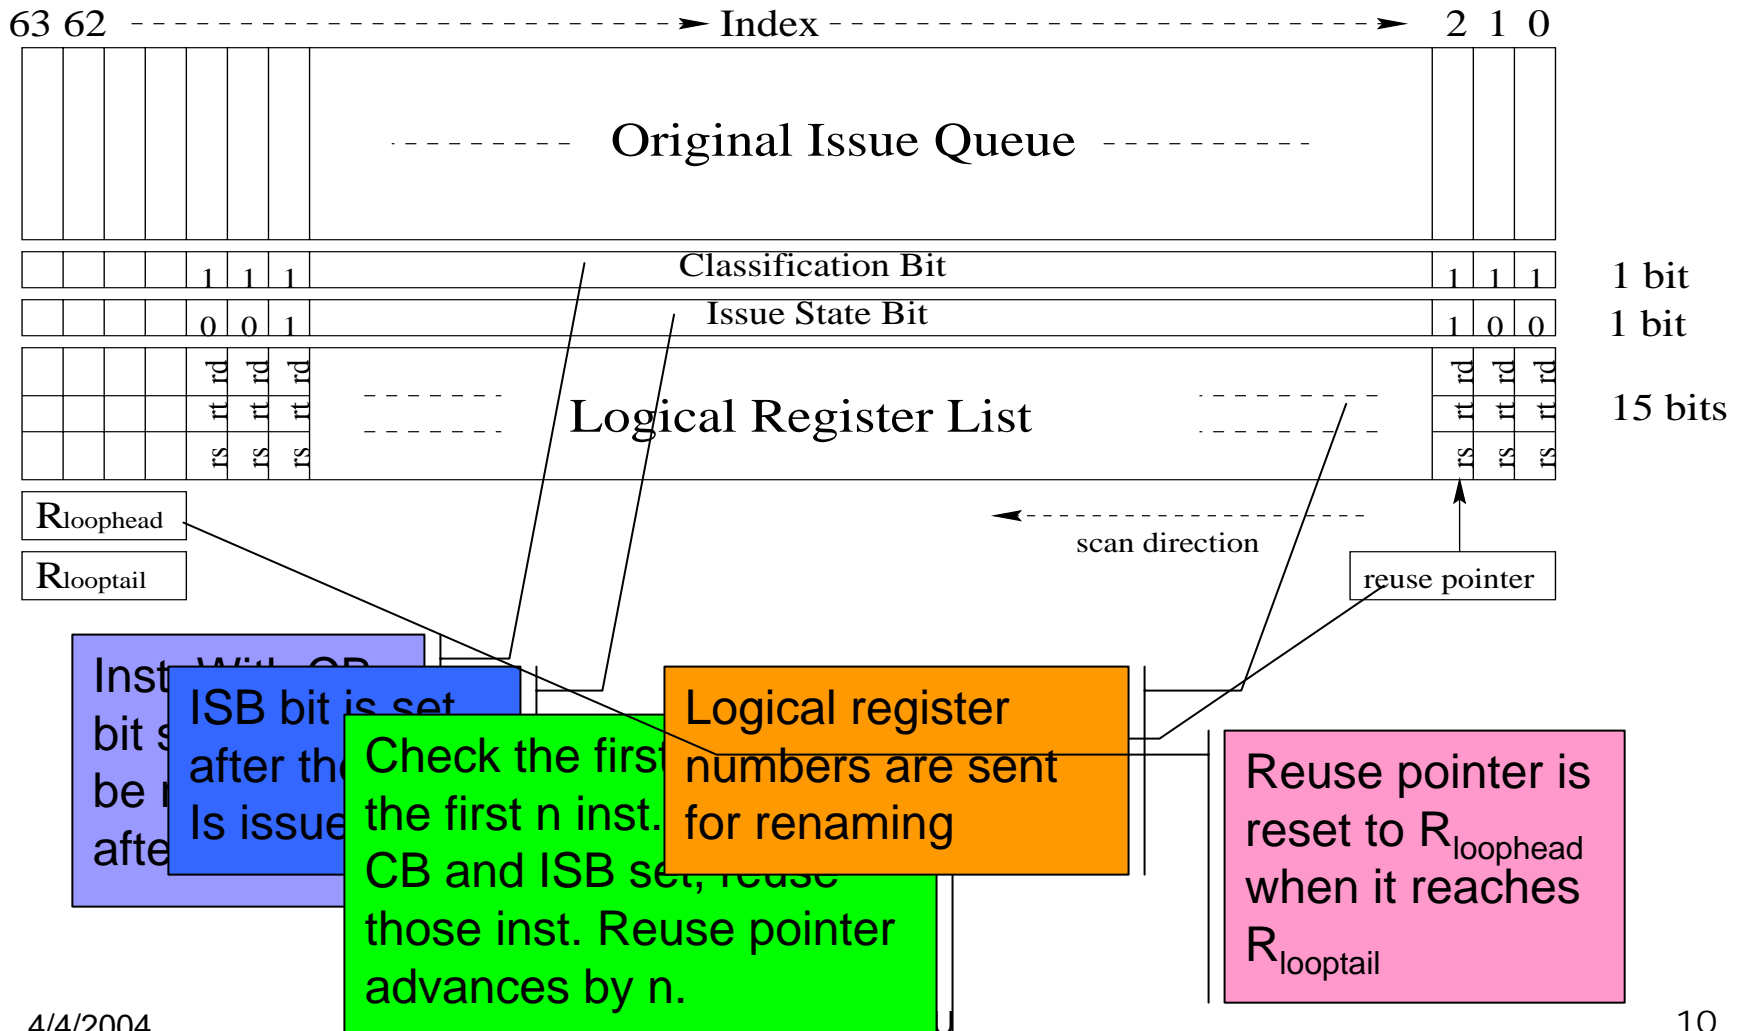 63 62 Index 2 1 0
Original Issue Queue
Classification Bit
1 1 1 1 1 1 1 bit
Issue State Bit
0 0 1 1 0 0 1 bit
rd rd rd rd rd rd
rt rt rt rt rt rt
rs rs rs rs rs rs
Logical Register List
15 bits
Rloophead
Rlooptail
scan direction
reuse pointer
Inst. With CB
bit
be
afte
ISB bit is set
after the
Is issue
Check the first
the first n inst.
CB and ISB set, reuse
those inst. Reuse pointer
advances by n.
Logical register
numbers are sent
for renaming
Reuse pointer is
reset to Rloophead
when it reaches
Rlooptail
4/4/2004
10